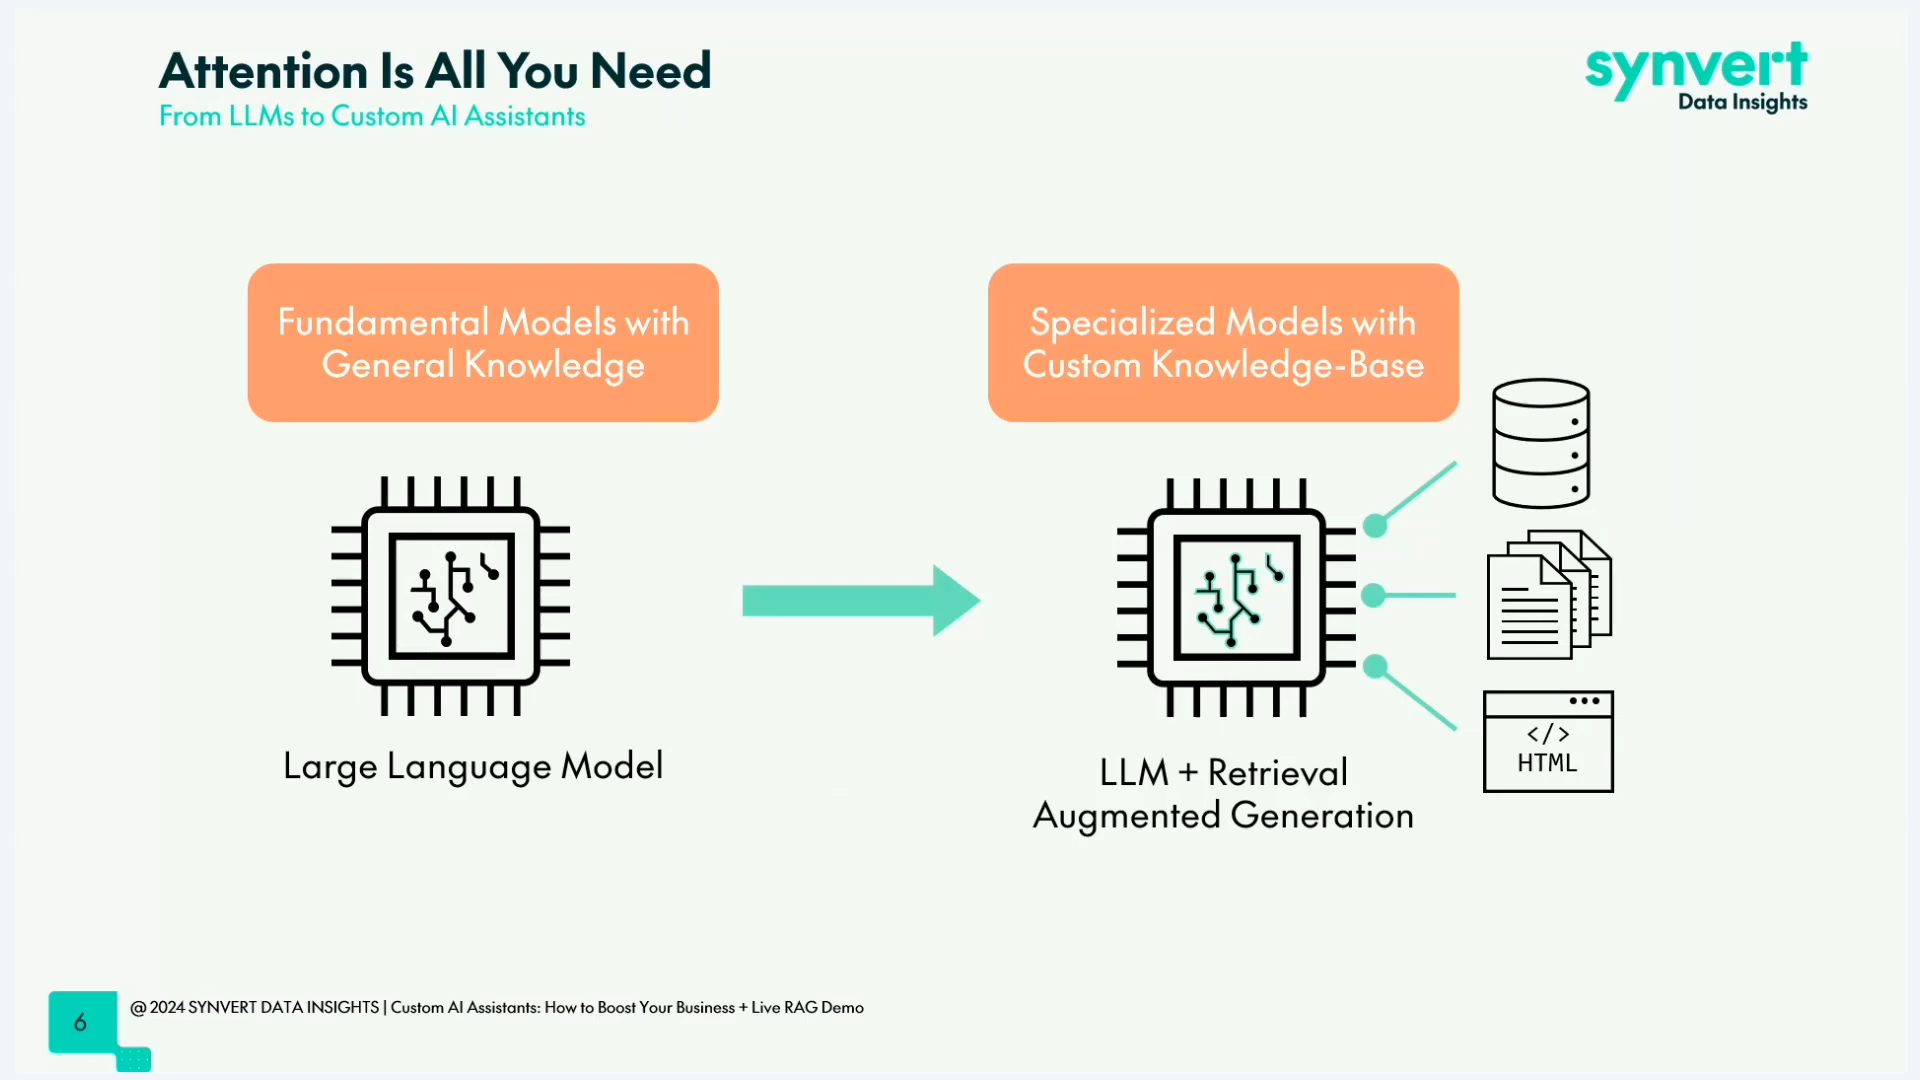 Attention Is All You Need
From LLMs to Custom AI Assistants
synvert
Data Insights
Fundamental Models with
General Knowledge
Specialized Models with
Custom Knowledge-Base
Large Language Model
LLM + Retrieval
Augmented Generation
</>
HTML
6
@ 2024 SYNVERT DATA INSIGHTS | Custom AI Assistants: How to Boost Your Business + Live RAG Demo